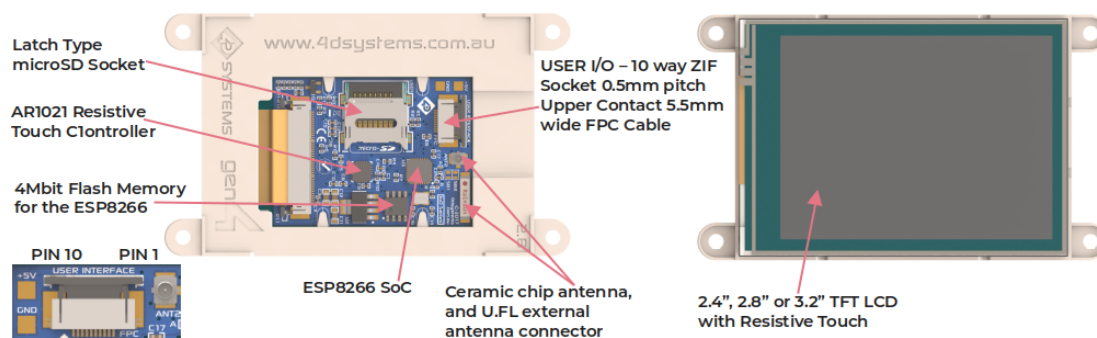 www.4dsystems.com.au
SYSTEMS
gen4
2.8
Latch Type
microSD Socket
AR1021 Resistive
Touch C1ontroller
4Mbit Flash Memory
for the ESP8266
USER I/O – 10 way ZIF
Socket 0.5mm pitch
Upper Contact 5.5mm
wide FPC Cable
PIN 10 PIN 1
USER INTERFACE
+5V
GND
ANT2
FPC
C17
ESP8266 SoC
Ceramic chip antenna,
and U.FL external
antenna connector
2.4”, 2.8” or 3.2” TFT LCD
with Resistive Touch